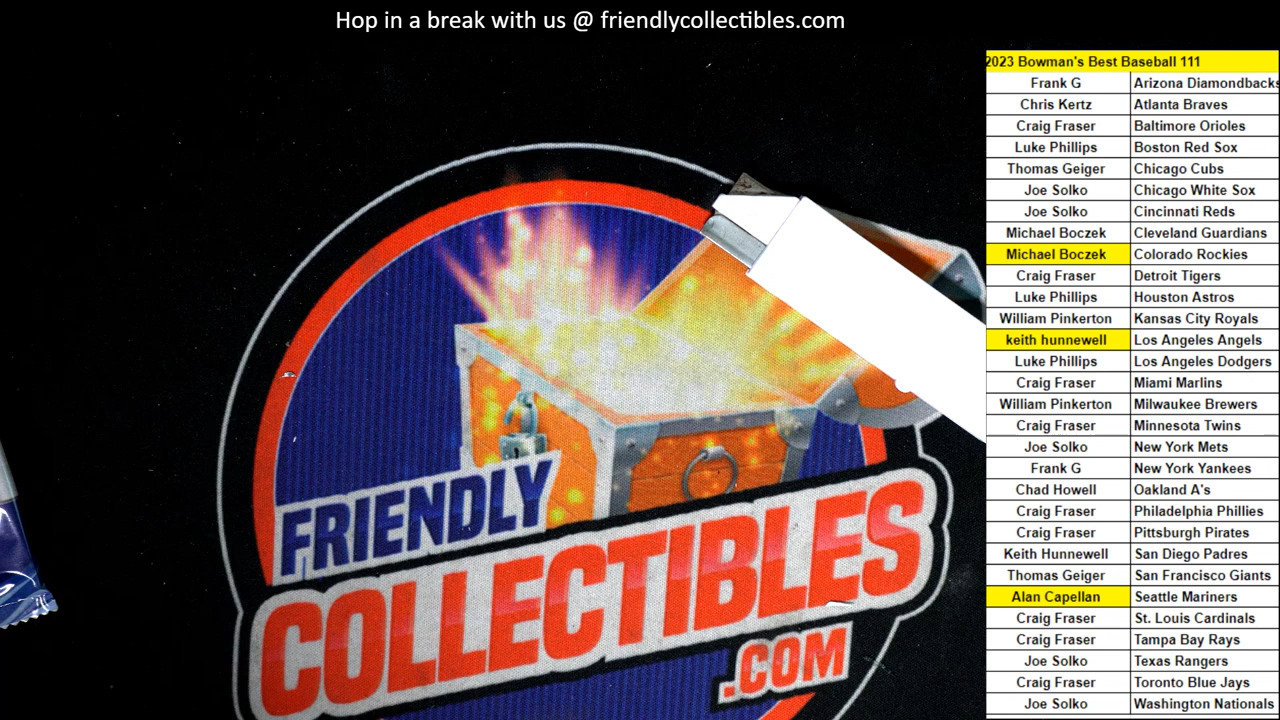 Hop in a break with us @ friendlycollectibles.com
2023 Bowman's Best Baseball 111
Frank G Arizona Diamondbacks
Chris Kertz Atlanta Braves
Craig Fraser Baltimore Orioles
Luke Phillips Boston Red Sox
Thomas Geiger Chicago Cubs
Joe Solko Chicago White Sox
Joe Solko Cincinnati Reds
Michael Boczek Cleveland Guardians
Michael Boczek Colorado Rockies
Craig Fraser Detroit Tigers
Luke Phillips Houston Astros
William Pinkerton Kansas City Royals
keith hunnewell Los Angeles Angels
Luke Phillips Los Angeles Dodgers
Craig Fraser Miami Marlins
William Pinkerton Milwaukee Brewers
Craig Fraser Minnesota Twins
Joe Solko New York Mets
Frank G New York Yankees
Chad Howell Oakland A's
Craig Fraser Philadelphia Phillies
Craig Fraser Pittsburgh Pirates
Keith Hunnewell San Diego Padres
Thomas Geiger San Francisco Giants
Alan Capellan Seattle Mariners
Craig Fraser St. Louis Cardinals
Craig Fraser Tampa Bay Rays
Joe Solko Texas Rangers
Craig Fraser Toronto Blue Jays
Joe Solko Washington Nationals
FRIENDLY
COLLECTIBLES
.COM